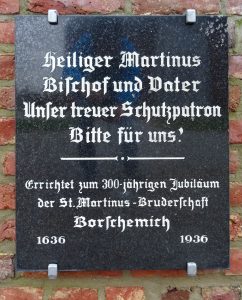 Heiliger Martinus
Bischof und Vater
Unser treuer Schutzpatron
Bitte für uns!
Errichtet zum 300-jährigen Jubiläum
der St. Martinus-Bruderschaft
Borschemich
1636 1936